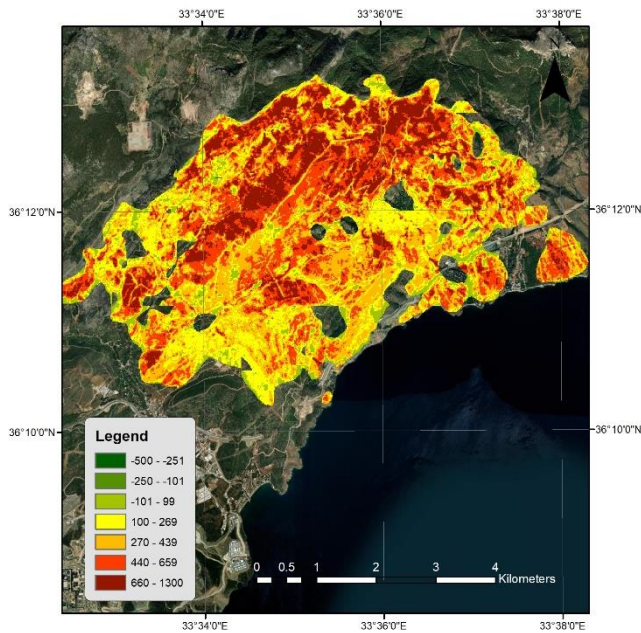 33°34'0"E 33°36'0"E 33°38'0"E
36°12'0"N 36°12'0"N
36°10'0"N 36°10'0"N
Legend
-500 - -251
-250 - -101
-101 - 99
100 - 269
270 - 439
440 - 659
660 - 1300
0 0.5 1 2 3 4
Kilometers
33°34'0"E 33°36'0"E 33°38'0"E